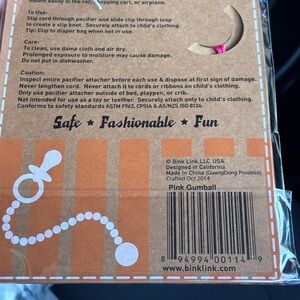 mouth easily in the car, shopping cart, or airplane.
To Use:
Slip cord through pacifier and slide clip through loop
to create a slip knot. Securely attach to child's clothing.
Tip: Clip to diaper bag when not in use.
Care:
To clean, use damp cloth and air dry.
Prolonged exposure to moisture may cause damage.
Do not put in dishwasher.
Caution:
Inspect entire pacifier attacher before each use & dispose at first sign of damage.
Never lengthen cord. Never attach it to cords or ribbons on child's clothing.
Only use pacifier attacher outside of bed, playpen, or crib.
Not intended for use as a toy or teether. Securely attach only to child's clothing.
Conforms to safety standards ASTM F963, CPSIA & AS/NZS ISO 8124.
Safe ★ Fashionable ★ Fun
© Bink Link LLC. USA
Designed in California
Made In China (GuangDong Province)
Crafted Oct 2014
Pink Gumball
8 94994 00114 9
www.binklink.com